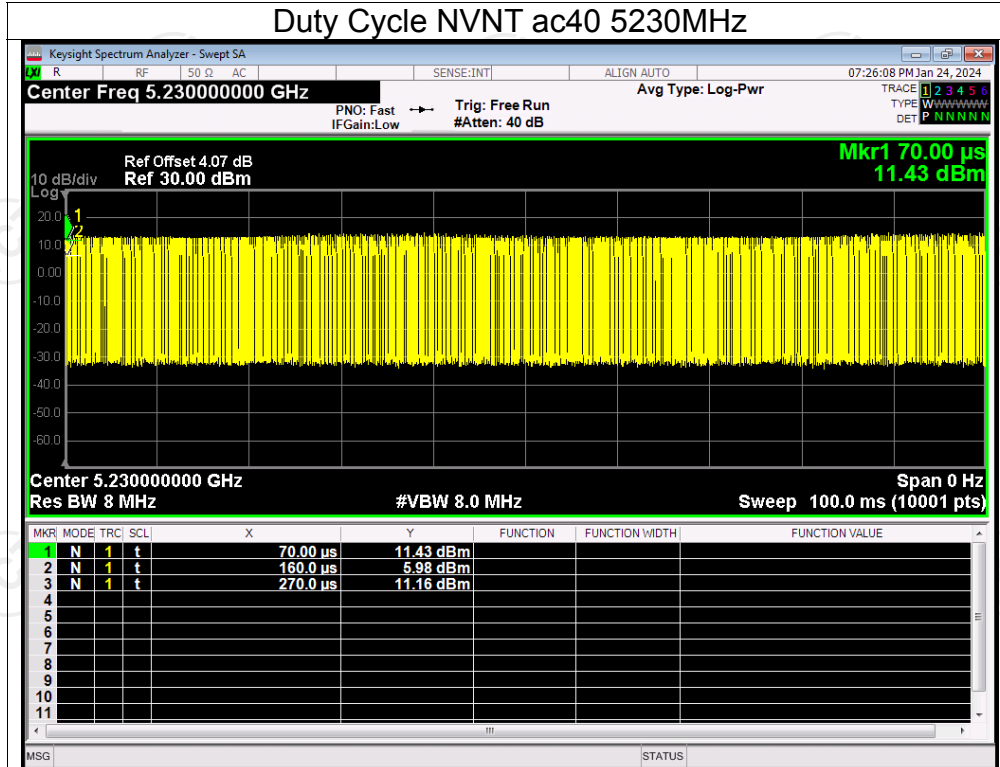 Duty Cycle NVNT ac40 5230MHz
Keysight Spectrum Analyzer - Swept SA
LXI R RF 50 Ω AC SENSE:INT ALIGN AUTO 07:26:08 PM Jan 24, 2024
Center Freq 5.230000000 GHz
PNO: Fast
IFGain:Low
Trig: Free Run
#Atten: 40 dB
Avg Type: Log-Pwr
TRACE 1 2 3 4 5 6
TYPE WWWWWW
DET P N N N N N
Mkr1 70.00 µs
11.43 dBm
Ref Offset 4.07 dB
10 dB/div Ref 30.00 dBm
Log
1
20.0
2
10.0
0.00
-10.0
-20.0
-30.0
-40.0
-50.0
-60.0
Center 5.230000000 GHz Span 0 Hz
Res BW 8 MHz #VBW 8.0 MHz Sweep 100.0 ms (10001 pts)
MKR MODE TRC SCL X Y FUNCTION FUNCTION WIDTH FUNCTION VALUE
1 N 1 t 70.00 µs 11.43 dBm
2 N 1 t 160.0 µs 5.98 dBm
3 N 1 t 270.0 µs 11.16 dBm
4
5
6
7
8
9
10
11
MSG STATUS